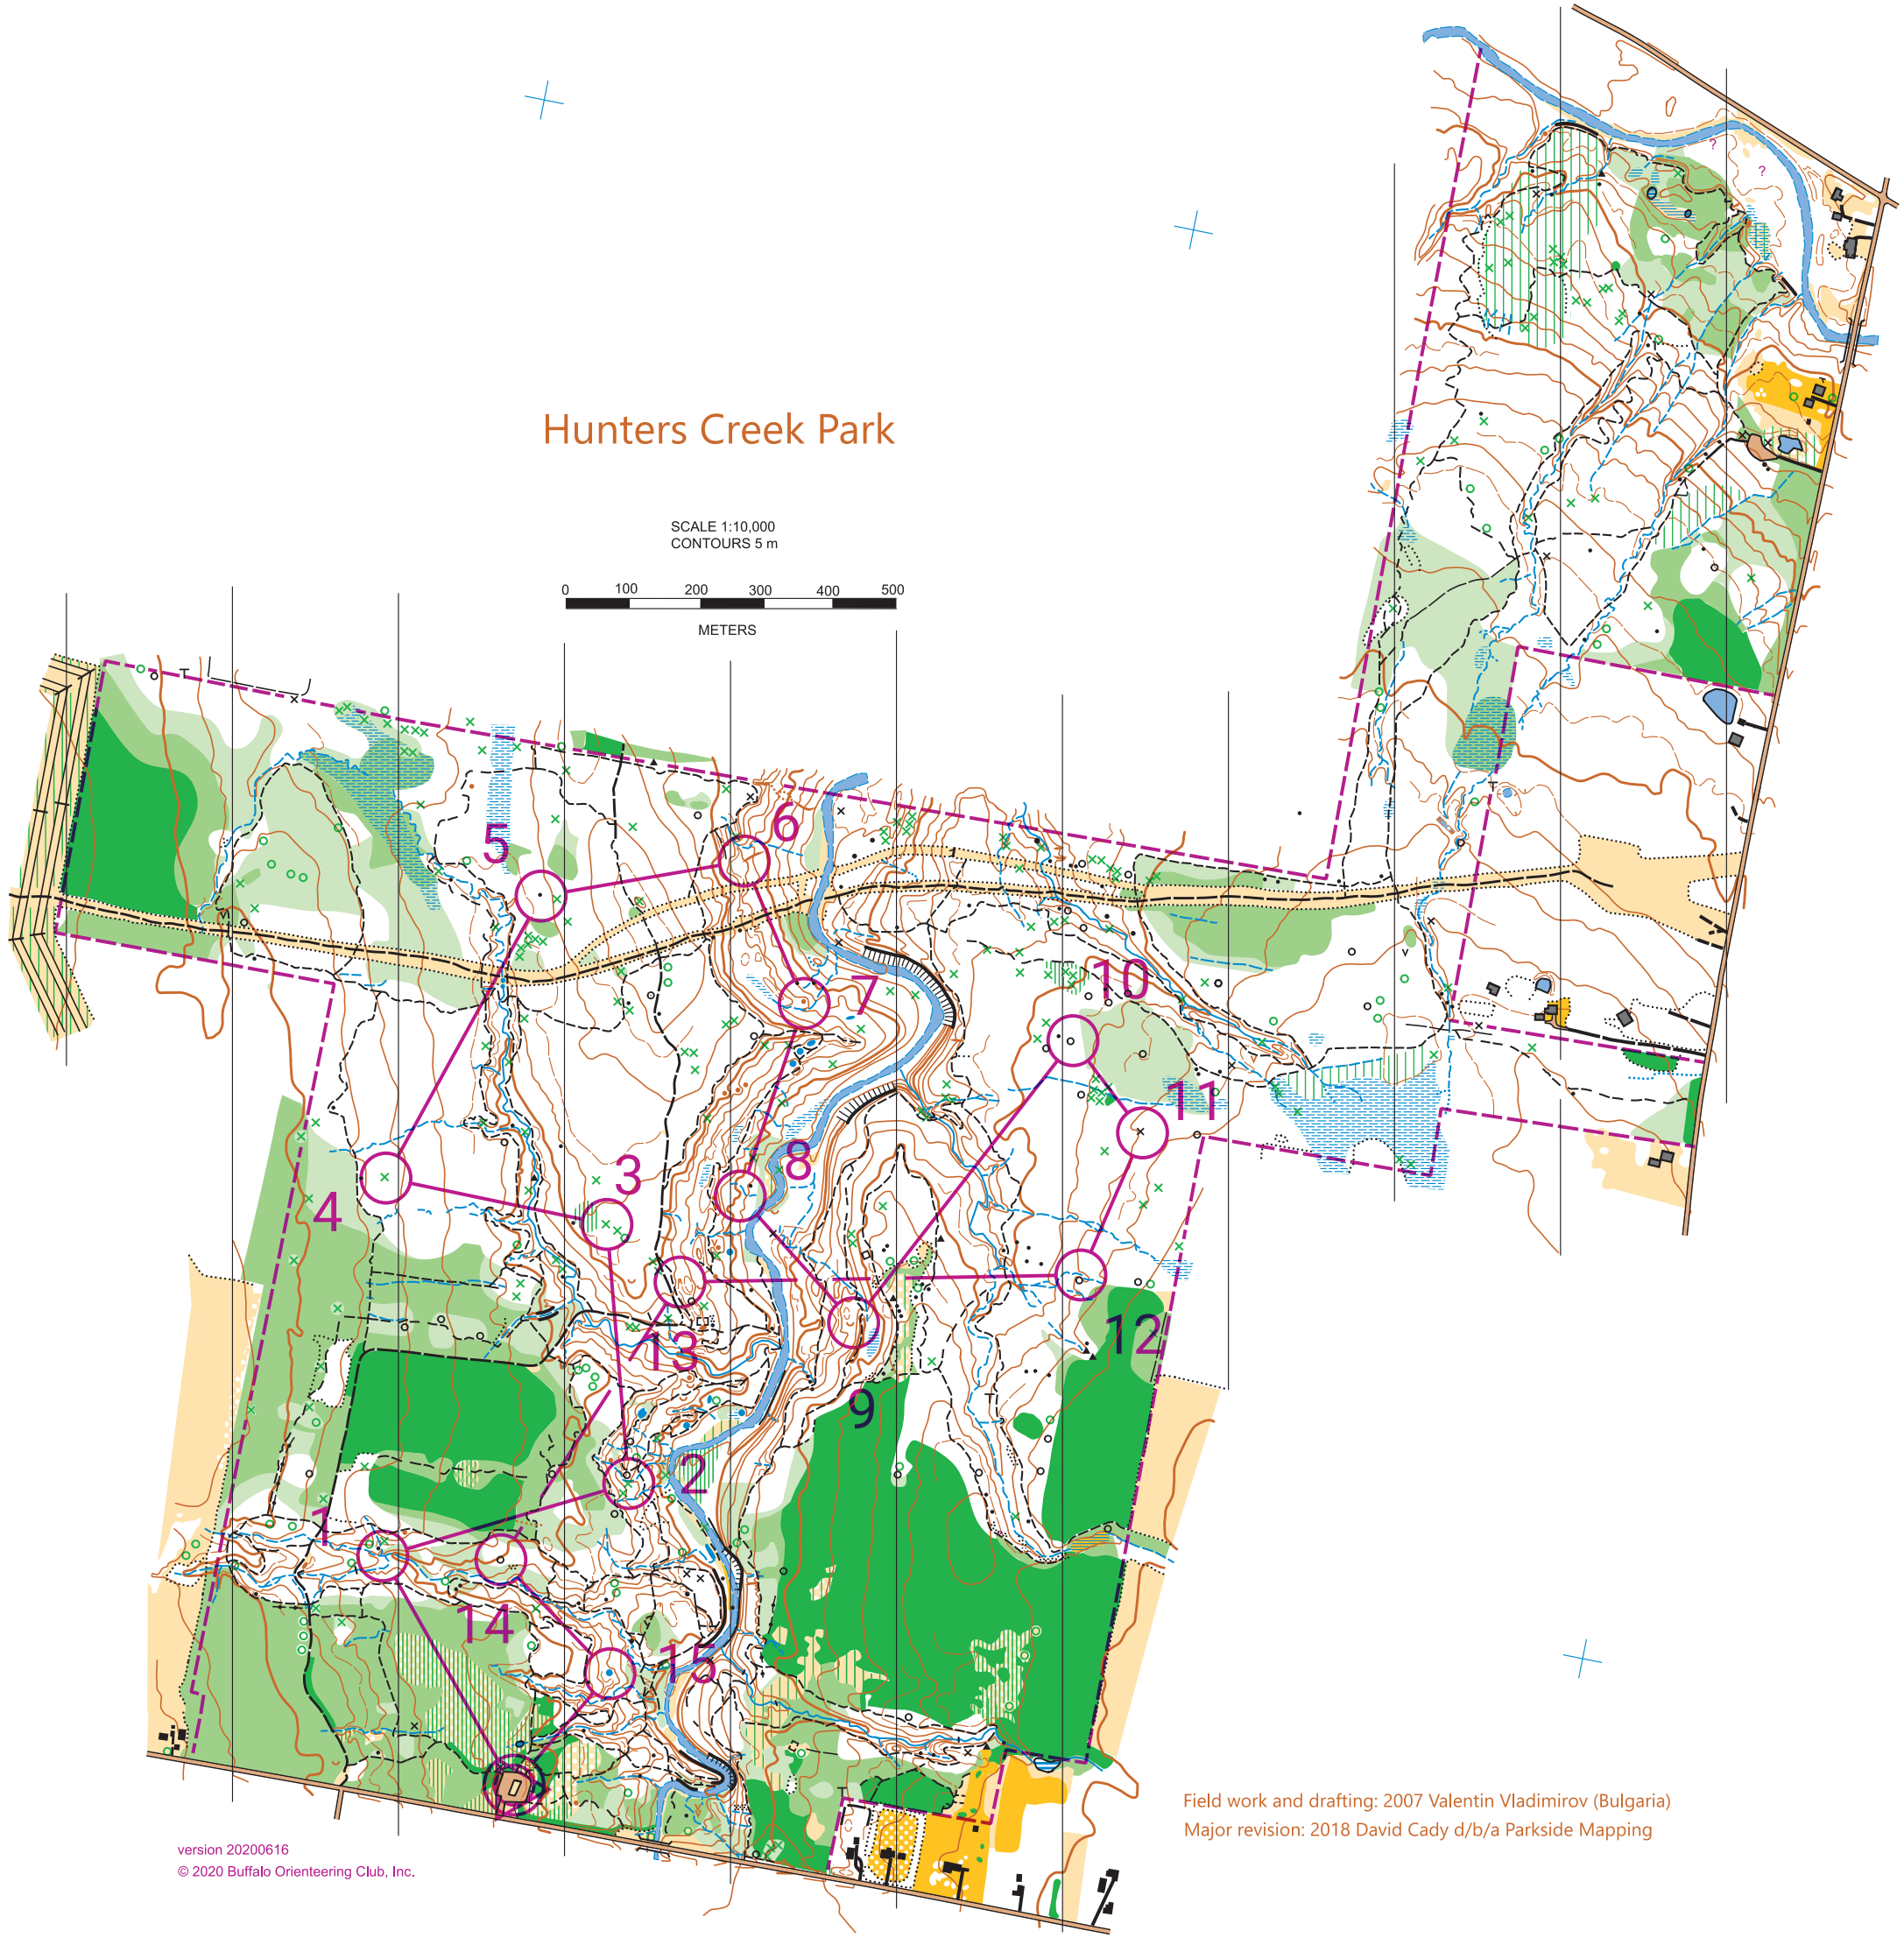 Hunters Creek Park
SCALE 1:10,000
CONTOURS 5 m
0 100 200 300 400 500
METERS
?
?
6
5
7
10
11
8
3
4
12
13
9
2
1
14
15
Field work and drafting: 2007 Valentin Vladimirov (Bulgaria)
Major revision: 2018 David Cady d/b/a Parkside Mapping
version 20200616
© 2020 Buffalo Orienteering Club, Inc.